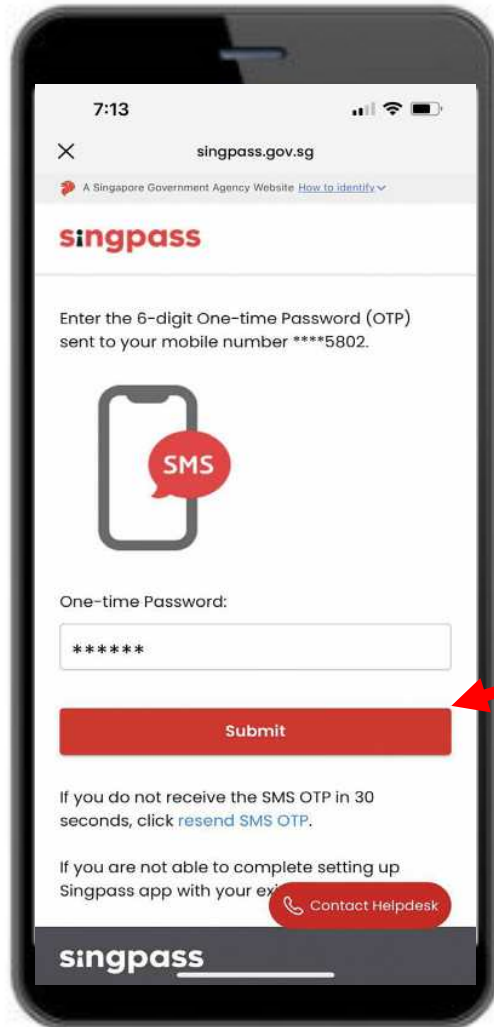 7:13
singpass.gov.sg
A Singapore Government Agency Website How to identify
singpass
Enter the 6-digit One-time Password (OTP)
sent to your mobile number ****5802.
SMS
One-time Password:
******
Submit
If you do not receive the SMS OTP in 30
seconds, click resend SMS OTP.
If you are not able to complete setting up
Singpass app with your
Contact Helpdesk
singpass